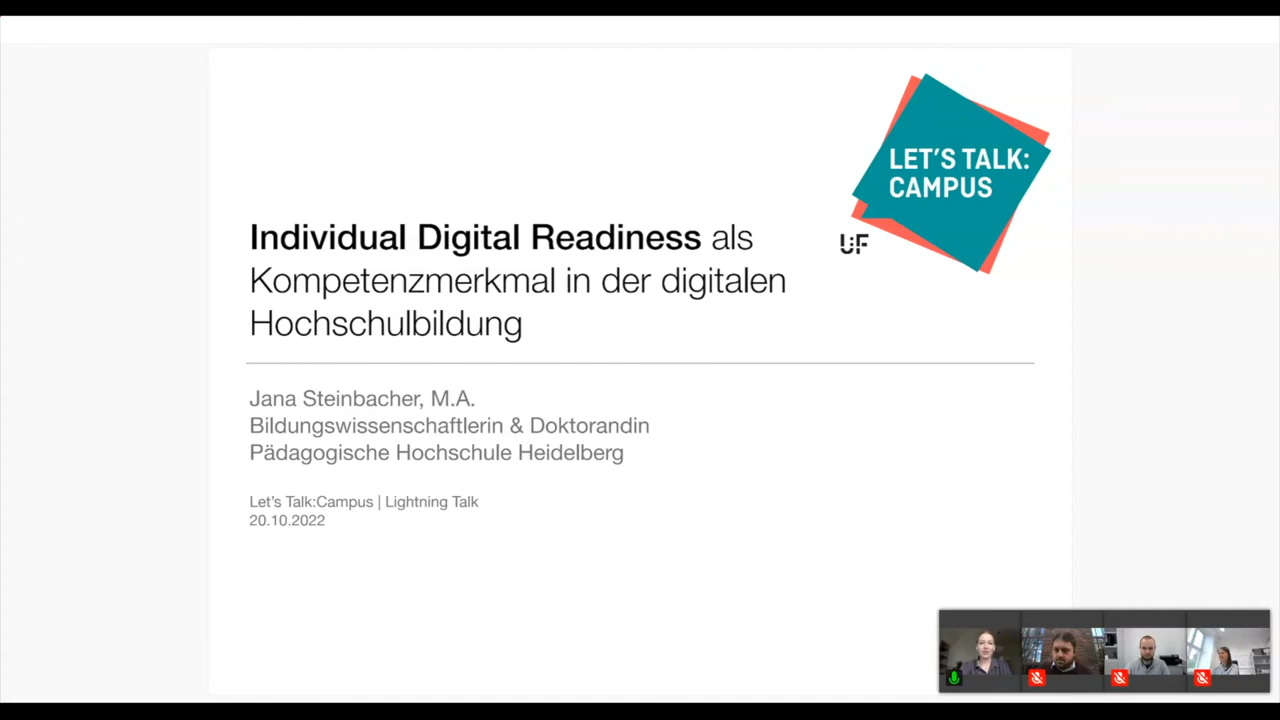 LET'S TALK:
CAMPUS
Individual Digital Readiness als
Kompetenzmerkmal in der digitalen
Hochschulbildung
Jana Steinbacher, M.A.
Bildungswissenschaftlerin & Doktorandin
Pädagogische Hochschule Heidelberg
Let's Talk:Campus | Lightning Talk
20.10.2022